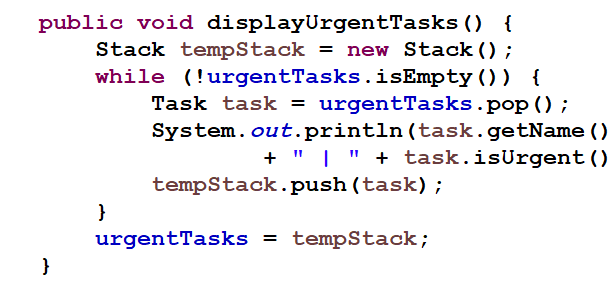 public void displayUrgentTasks() {
    Stack tempStack = new Stack();
    while (!urgentTasks.isEmpty()) {
        Task task = urgentTasks.pop();
        System.out.println(task.getName()
                + " | " + task.isUrgent()
        tempStack.push(task);
    }
    urgentTasks = tempStack;
}